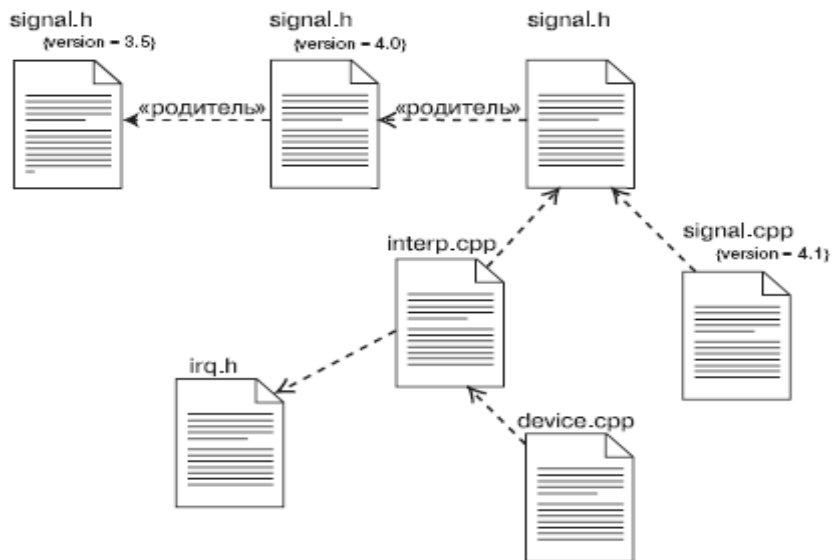 signal.h
{version = 3.5}
signal.h
{version = 4.0}
signal.h
«родитель»
«родитель»
signal.cpp
{version = 4.1}
interp.cpp
irq.h
device.cpp